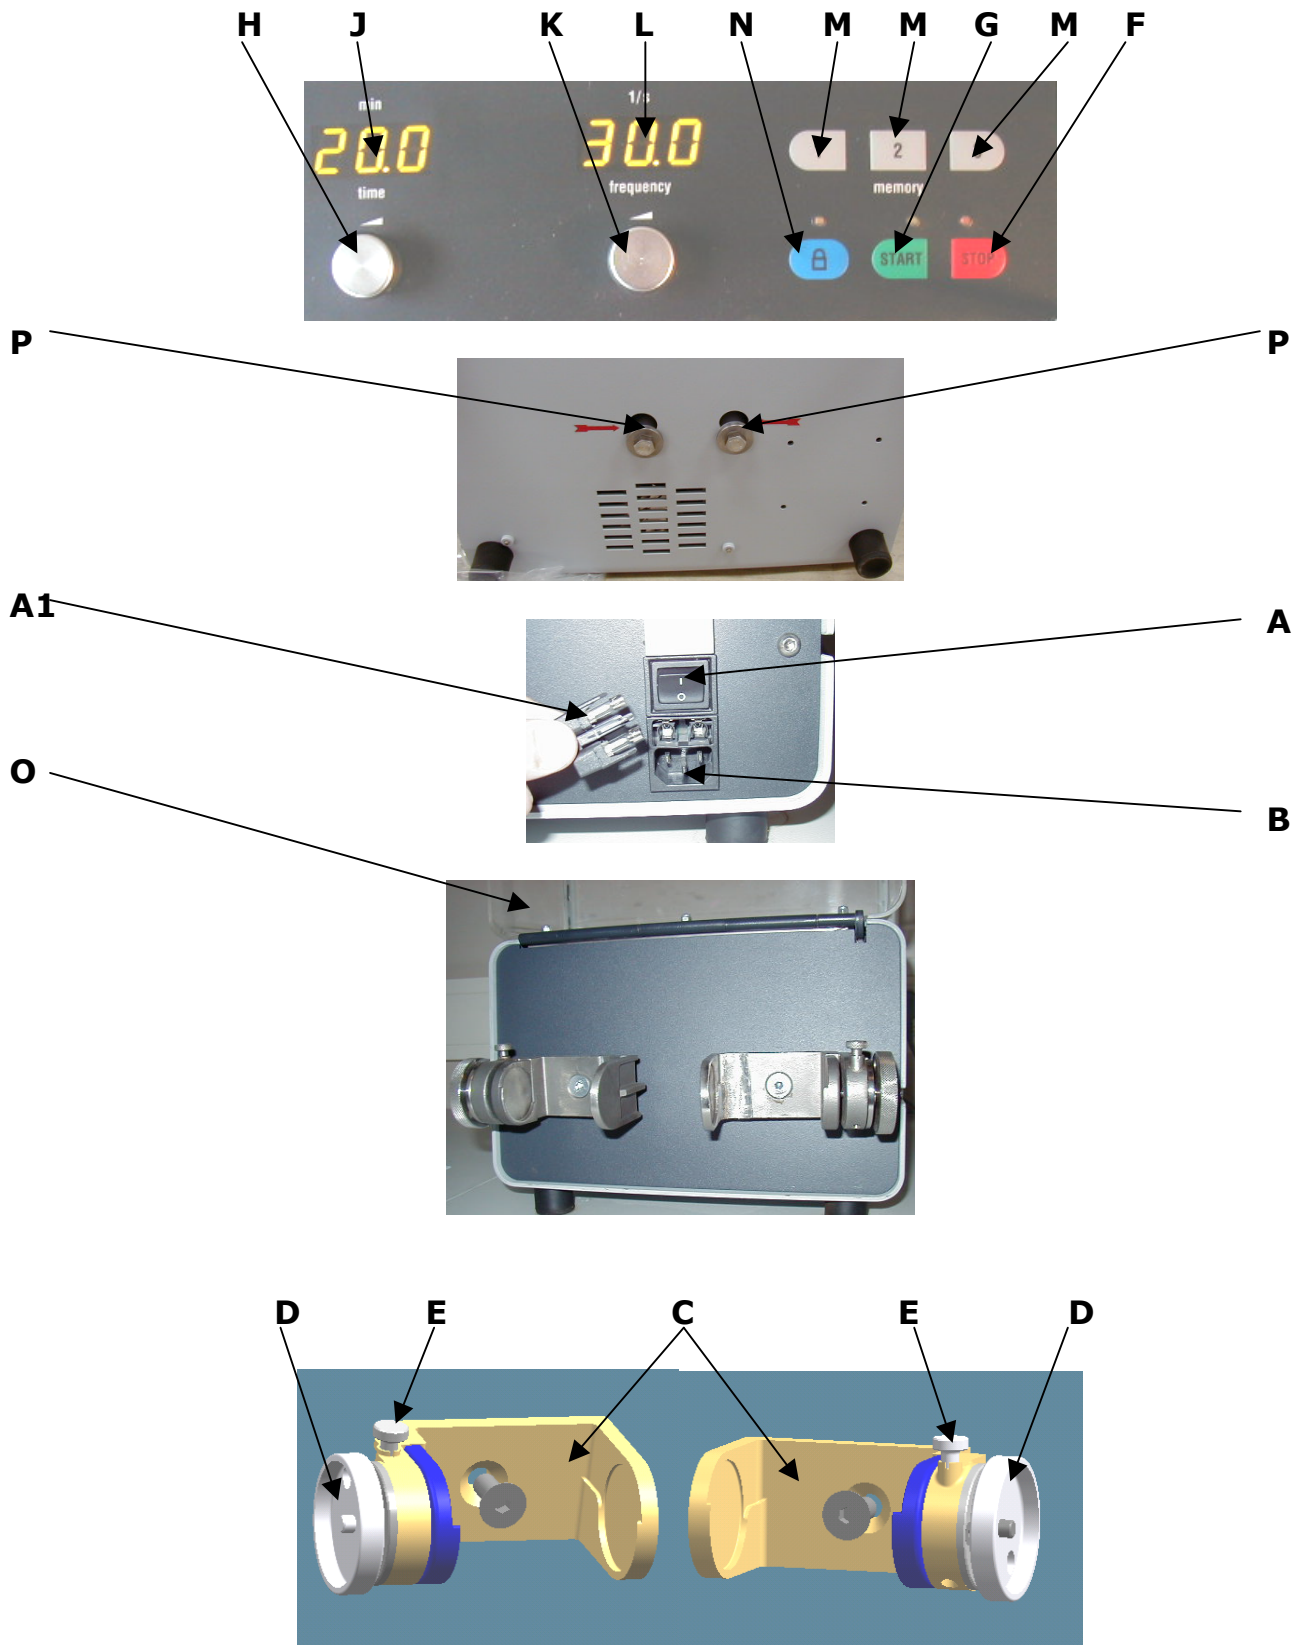 H J K L N M M G M F
min 1/s
20.0 30.0
2
time frequency memory
START STOP
P P
A1 A
I
O
O
B
D E C E D